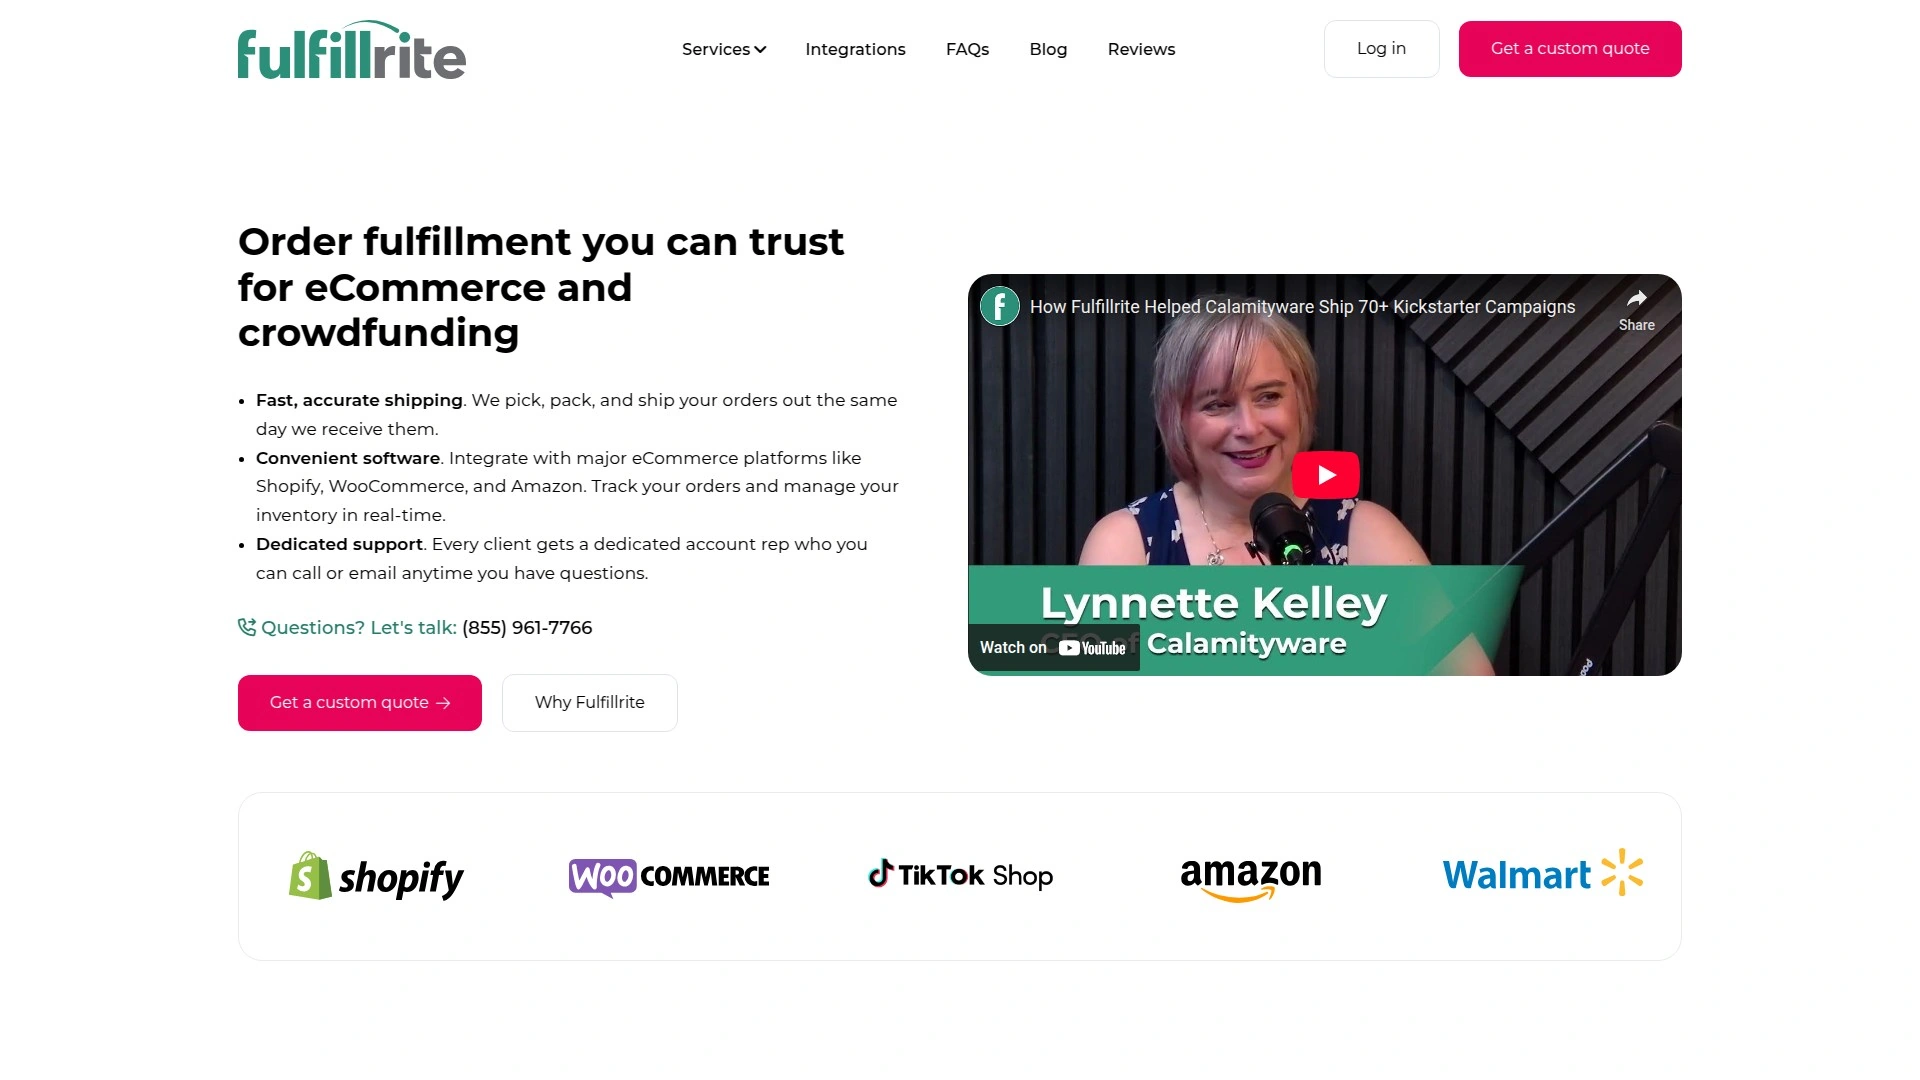 fulfillrite
Services
Integrations
FAQs
Blog
Reviews
Log in
Get a custom quote
Order fulfillment you can trust
for eCommerce and
crowdfunding
• Fast, accurate shipping. We pick, pack, and ship your orders out the same
day we receive them.
• Convenient software. Integrate with major eCommerce platforms like
Shopify, WooCommerce, and Amazon. Track your orders and manage your
inventory in real-time.
• Dedicated support. Every client gets a dedicated account rep who you
can call or email anytime you have questions.
Questions? Let's talk: (855) 961-7766
Get a custom quote →
Why Fulfillrite
f
How Fulfillrite Helped Calamityware Ship 70+ Kickstarter Campaigns
Share
Lynnette Kelley
CEO of Calamityware
Watch on YouTube
shopify
WOO COMMERCE
TikTok Shop
amazon
Walmart